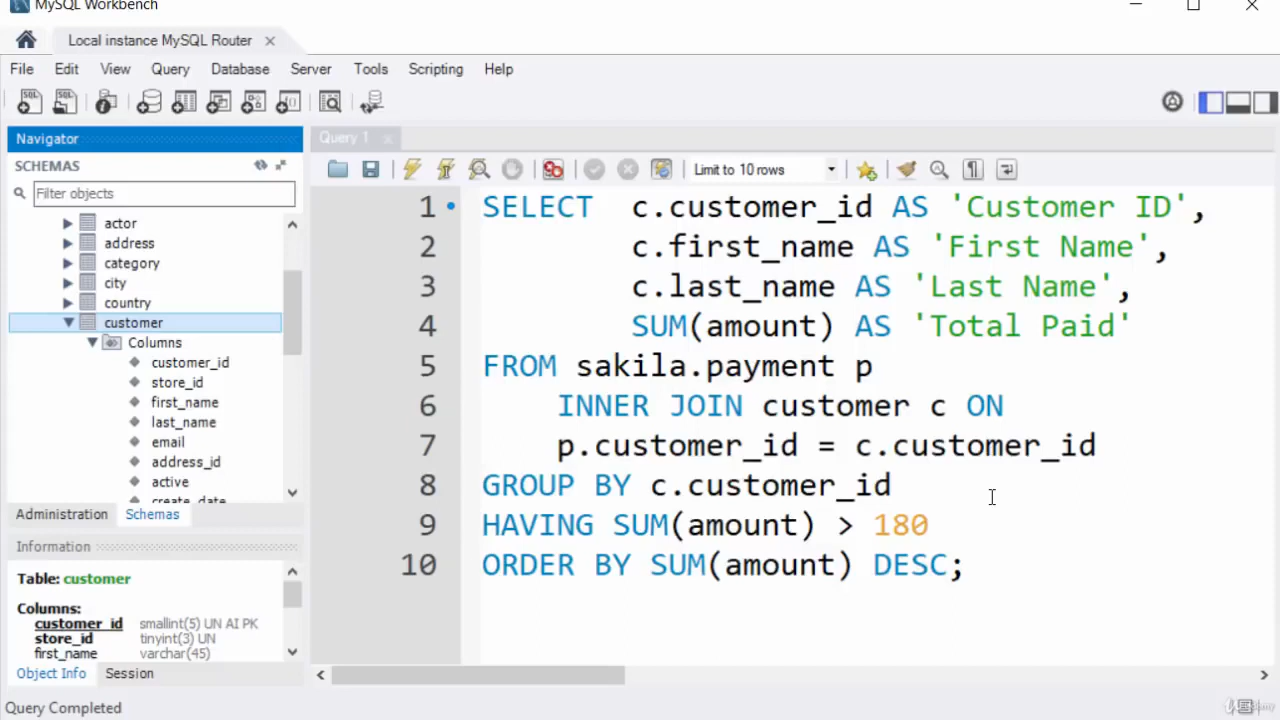 MySQL Workbench
Local instance MySQL Router
File Edit View Query Database Server Tools Scripting Help
Navigator
Query 1
SCHEMAS
Limit to 10 rows
Filter objects
actor
address
category
city
country
customer
Columns
customer_id
store_id
first_name
last_name
email
address_id
active
create_date
1 SELECT c.customer_id AS 'Customer ID',
2 c.first_name AS 'First Name',
3 c.last_name AS 'Last Name',
4 SUM(amount) AS 'Total Paid'
5 FROM sakila.payment p
6 INNER JOIN customer c ON
7 p.customer_id = c.customer_id
8 GROUP BY c.customer_id
9 HAVING SUM(amount) > 180
10 ORDER BY SUM(amount) DESC;
Administration Schemas
Information
Table: customer
Columns:
customer_id smallint(5) UN AI PK
store_id tinyint(3) UN
first_name varchar(45)
Object Info Session
Query Completed